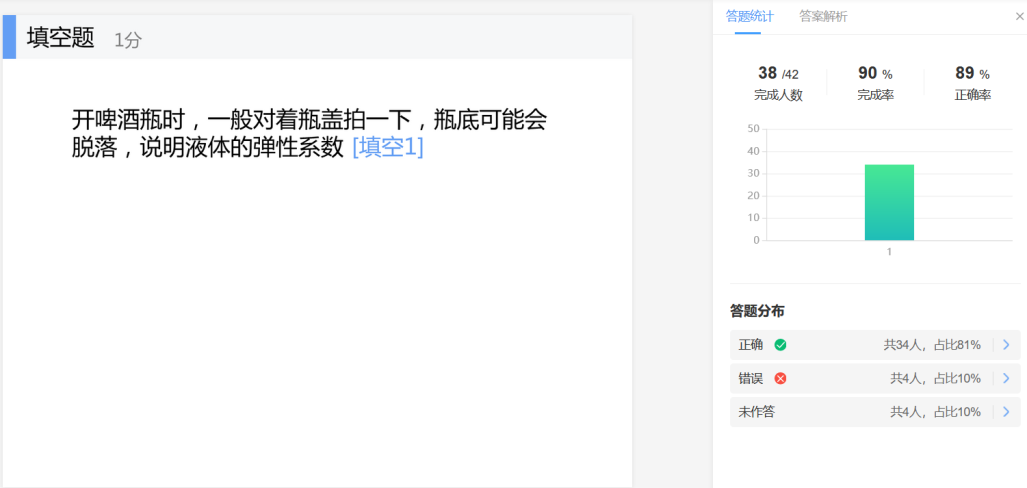 填空题 1分
开啤酒瓶时，一般对着瓶盖拍一下，瓶底可能会
脱落，说明液体的弹性系数 [填空1]
答题统计 答案解析 ×
38 /42 90 % 89 %
完成人数 完成率 正确率
50
40
30
20
10
0
1
答题分布
正确 共34人，占比81%
错误 共4人，占比10%
未作答 共4人，占比10%